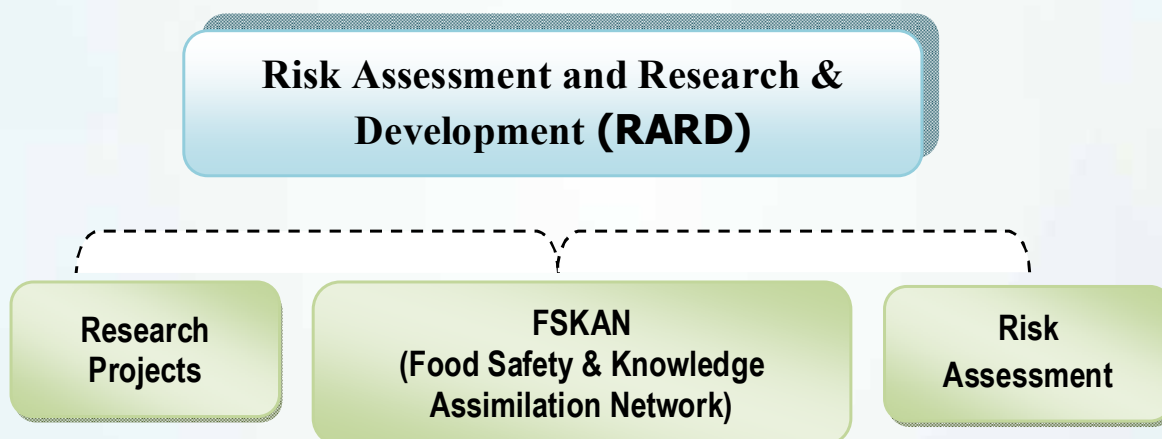 Risk Assessment and Research &
Development (RARD)
Research
Projects
FSKAN
(Food Safety & Knowledge
Assimilation Network)
Risk
Assessment